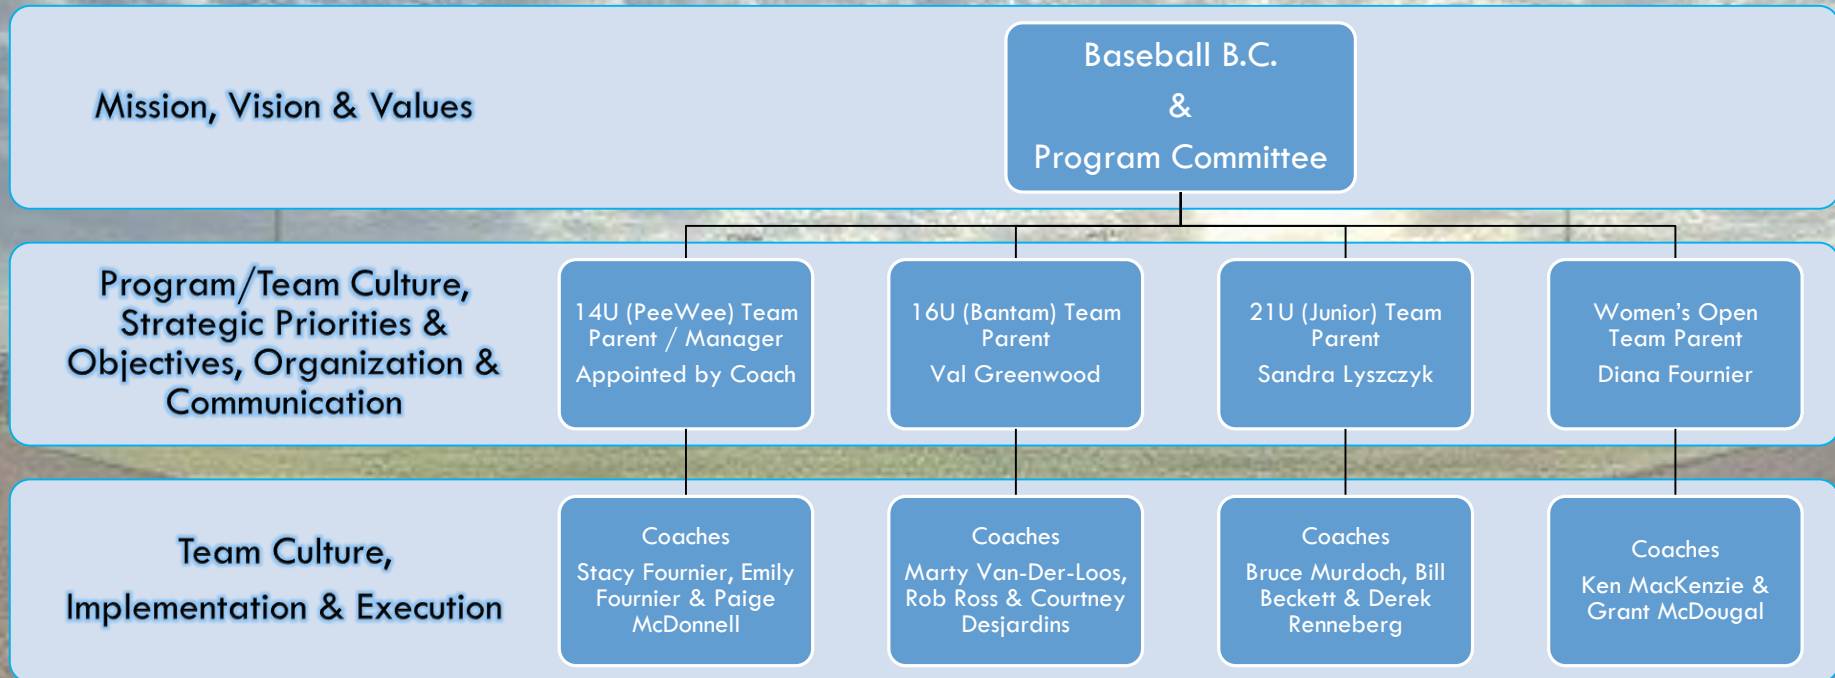 Mission, Vision & Values
Baseball B.C.
&
Program Committee
Program/Team Culture,
Strategic Priorities &
Objectives, Organization &
Communication
14U (PeeWee) Team
Parent / Manager
Appointed by Coach
16U (Bantam) Team
Parent
Val Greenwood
21U (Junior) Team
Parent
Sandra Lyszczyk
Women's Open
Team Parent
Diana Fournier
Team Culture,
Implementation & Execution
Coaches
Stacy Fournier, Emily
Fournier & Paige
McDonnell
Coaches
Marty Van-Der-Loos,
Rob Ross & Courtney
Desjardins
Coaches
Bruce Murdoch, Bill
Beckett & Derek
Renneberg
Coaches
Ken MacKenzie &
Grant McDougal